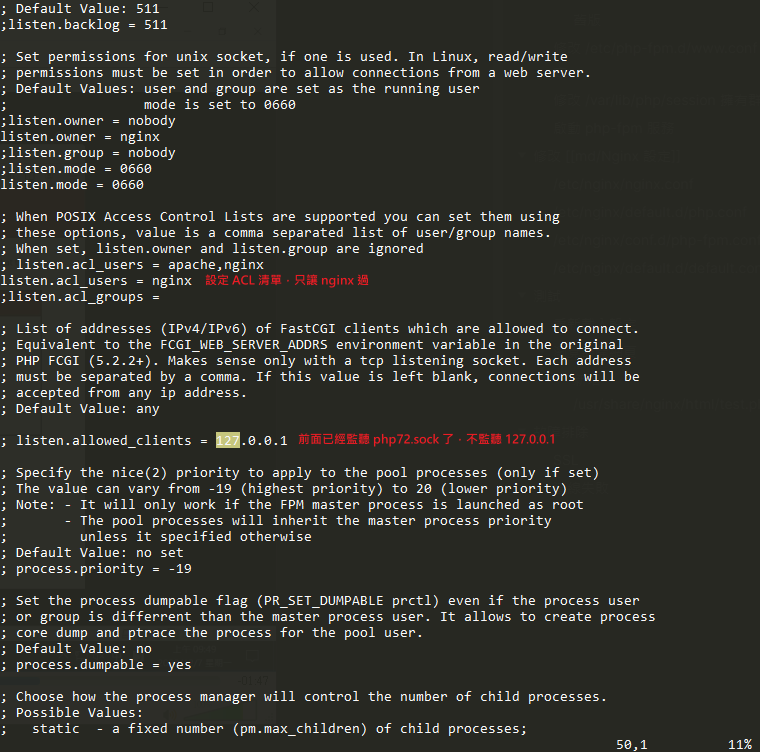 ; Default Value: 511
;listen.backlog = 511
; Set permissions for unix socket, if one is used. In Linux, read/write
; permissions must be set in order to allow connections from a web server.
; Default Values: user and group are set as the running user
;                 mode is set to 0660
;listen.owner = nobody
listen.owner = nginx
;listen.group = nobody
;listen.mode = 0660
listen.mode = 0660
; When POSIX Access Control Lists are supported you can set them using
; these options, value is a comma separated list of user/group names.
; When set, listen.owner and listen.group are ignored
; listen.acl_users = apache,nginx
listen.acl_users = nginx 設定 ACL 清單,只讓 nginx 過
;listen.acl_groups =
; List of addresses (IPv4/IPv6) of FastCGI clients which are allowed to connect.
; Equivalent to the FCGI_WEB_SERVER_ADDRS environment variable in the original
; PHP FCGI (5.2.2+). Makes sense only with a tcp listening socket. Each address
; must be separated by a comma. If this value is left blank, connections will be
; accepted from any ip address.
; Default Value: any
; listen.allowed_clients = 127.0.0.1 前面已經監聽 php72.sock 了,不監聽 127.0.0.1
; Specify the nice(2) priority to apply to the pool processes (only if set)
; The value can vary from -19 (highest priority) to 20 (lower priority)
; Note: - It will only work if the FPM master process is launched as root
;       - The pool processes will inherit the master process priority
;         unless it specified otherwise
; Default Value: no set
; process.priority = -19
; Set the process dumpable flag (PR_SET_DUMPABLE prctl) even if the process user
; or group is differrent than the master process user. It allows to create process
; core dump and ptrace the process for the pool user.
; Default Value: no
; process.dumpable = yes
; Choose how the process manager will control the number of child processes.
; Possible Values:
;   static  - a fixed number (pm.max_children) of child processes;
50,1 11%